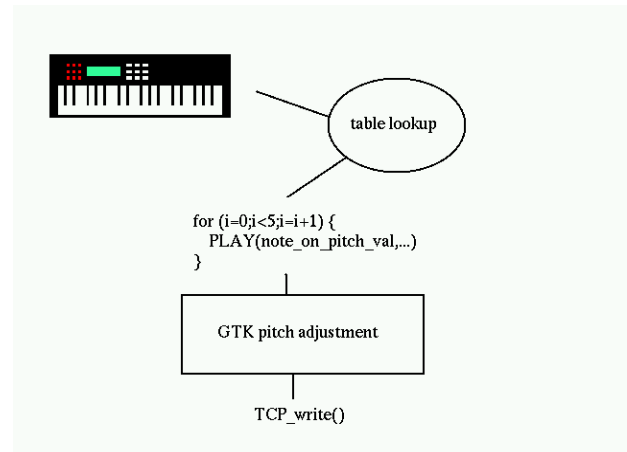 table lookup
for (i=0;i<5;i=i+1) {
PLAY(note_on_pitch_val,...)
}
GTK pitch adjustment
TCP_write()